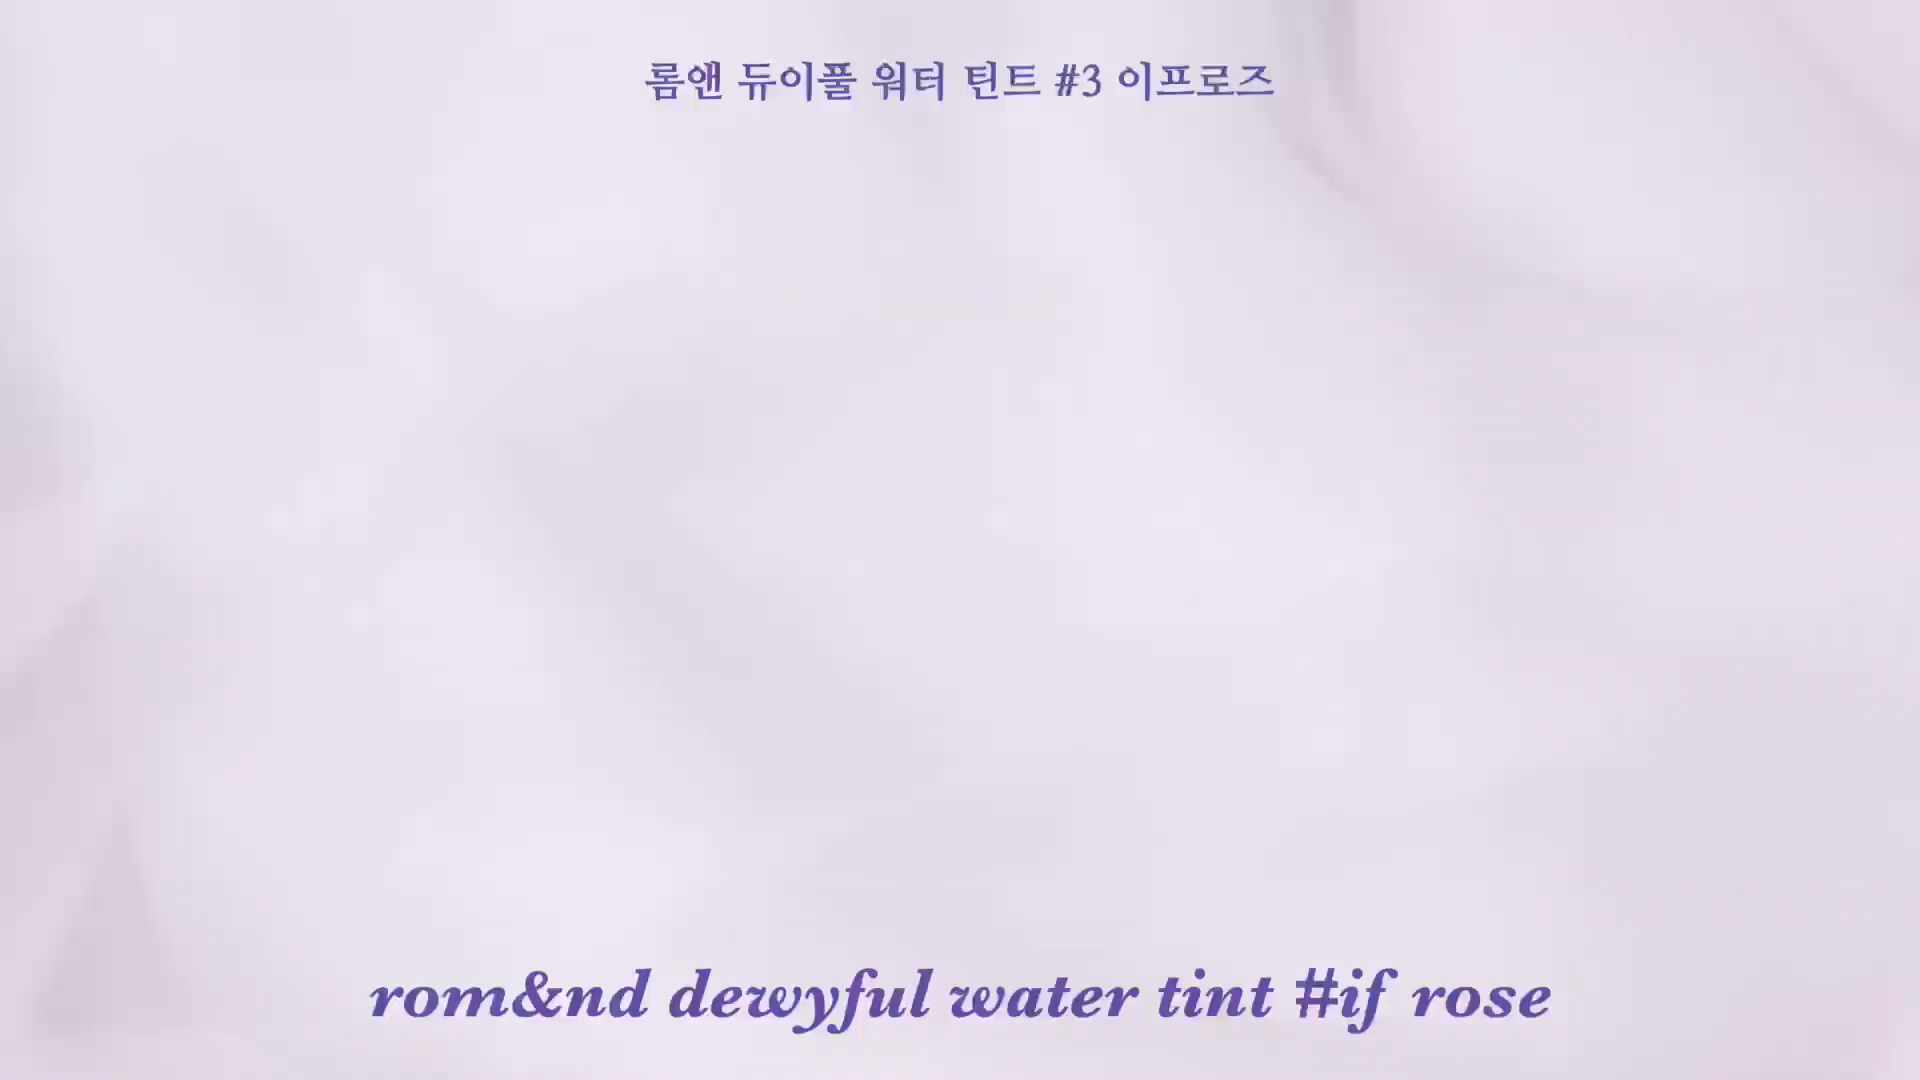 롬앤 듀이풀 워터 틴트 #3 이프로즈
rom&nd dewyful water tint #if rose